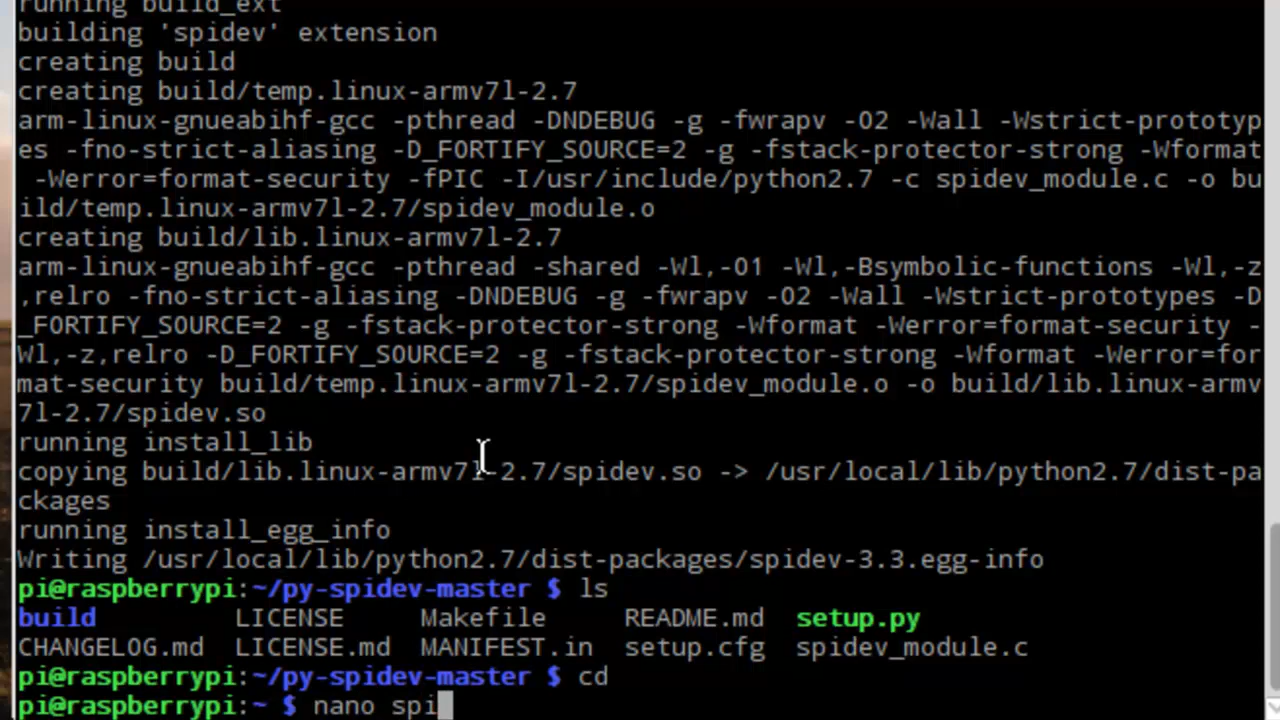 running build_ext
building 'spidev' extension
creating build
creating build/temp.linux-armv7l-2.7
arm-linux-gnueabihf-gcc -pthread -DNDEBUG -g -fwrapv -O2 -Wall -Wstrict-prototyp
es -fno-strict-aliasing -D_FORTIFY_SOURCE=2 -g -fstack-protector-strong -Wformat
 -Werror=format-security -fPIC -I/usr/include/python2.7 -c spidev_module.c -o bu
ild/temp.linux-armv7l-2.7/spidev_module.o
creating build/lib.linux-armv7l-2.7
arm-linux-gnueabihf-gcc -pthread -shared -Wl,-O1 -Wl,-Bsymbolic-functions -Wl,-z
,relro -fno-strict-aliasing -DNDEBUG -g -fwrapv -O2 -Wall -Wstrict-prototypes -D
_FORTIFY_SOURCE=2 -g -fstack-protector-strong -Wformat -Werror=format-security -
Wl,-z,relro -D_FORTIFY_SOURCE=2 -g -fstack-protector-strong -Wformat -Werror=for
mat-security build/temp.linux-armv7l-2.7/spidev_module.o -o build/lib.linux-armv
7l-2.7/spidev.so
running install_lib
copying build/lib.linux-armv7l-2.7/spidev.so -> /usr/local/lib/python2.7/dist-pa
ckages
running install_egg_info
Writing /usr/local/lib/python2.7/dist-packages/spidev-3.3.egg-info
pi@raspberrypi:~/py-spidev-master $ ls
build LICENSE Makefile README.md setup.py
CHANGELOG.md LICENSE.md MANIFEST.in setup.cfg spidev_module.c
pi@raspberrypi:~/py-spidev-master $ cd
pi@raspberrypi:~ $ nano spi